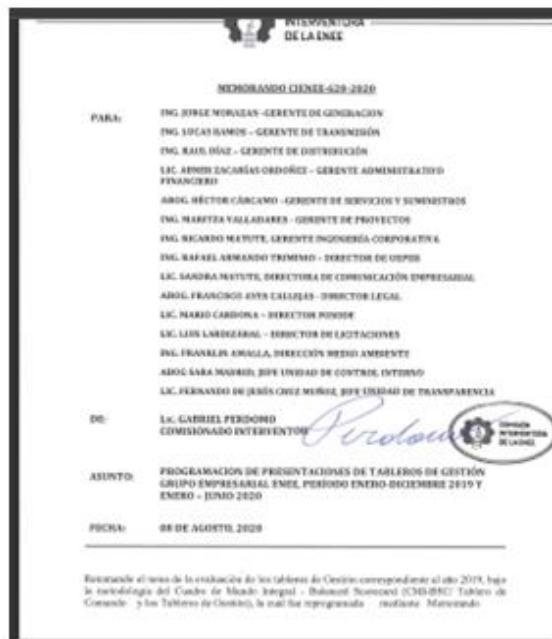 INTERVENTORA
DE LA ENEE
MEMORANDO CIENEE-620-2020
PARA:
ING. JORGE MORAZAN -GERENTE DE GENERACION
ING. LUCAS RAMOS – GERENTE DE TRANSMISIÓN
ING. RAUL DÍAZ – GERENTE DE DISTRIBUCIÓN
LIC. ABNER ZACARÍAS ORDOÑEZ – GERENTE ADMINISTRATIVO
FINANCIERO
ABOG. HÉCTOR CÁRCAMO -GERENTE DE SERVICIOS Y SUMINISTROS
ING. MARITZA VALLADARES - GERENTE DE PROYECTOS
ING. RICARDO MATUTE, GERENTE INGENIERÍA CORPORATIVA
ING. RAFAEL ARMANDO TRIMINIO – DIRECTOR DE
LIC. SANDRA MATUTE, DIRECTORA DE COMUNICACIÓN EMPRESARIAL
ABOG. FRANCISCO CALLEJAS - DIRECTOR LEGAL
LIC. MARIO CARDONA – DIRECTOR
LIC. LUIS LARDIZABAL – DIRECTOR DE LICITACIONES
ING. FRANKLIN AMALLA, DIRECCIÓN MEDIO AMBIENTE
ABOG SARA MADRID, JEFE UNIDAD DE CONTROL INTERNO
LIC. FERNANDO DE JESÚS CRUZ MUÑOZ, JEFE UNIDAD DE TRANSPARENCIA
DE:
Lic. GABRIEL PERDOMO
COMISIONADO INTERVENTOR
Perdomo
COMISIÓN
INTERVENTORA
DE LA ENEE
ASUNTO:
PROGRAMACION DE PRESENTACIONES DE TABLEROS DE GESTIÓN
GRUPO EMPRESARIAL ENEE, PERÍODO ENERO-DICIEMBRE 2019 Y
ENERO – JUNIO 2020
FECHA:
08 DE AGOSTO, 2020
Retomando el tema de la evaluación de los tableros de Gestión correspondiente al año 2019, bajo
la metodología del Cuadro de Mando Integral - Balanced Scorecard (CMI-BSC/ Tablero de
Comando y los Tableros de Gestión), la cual fue reprogramada mediante Memorando